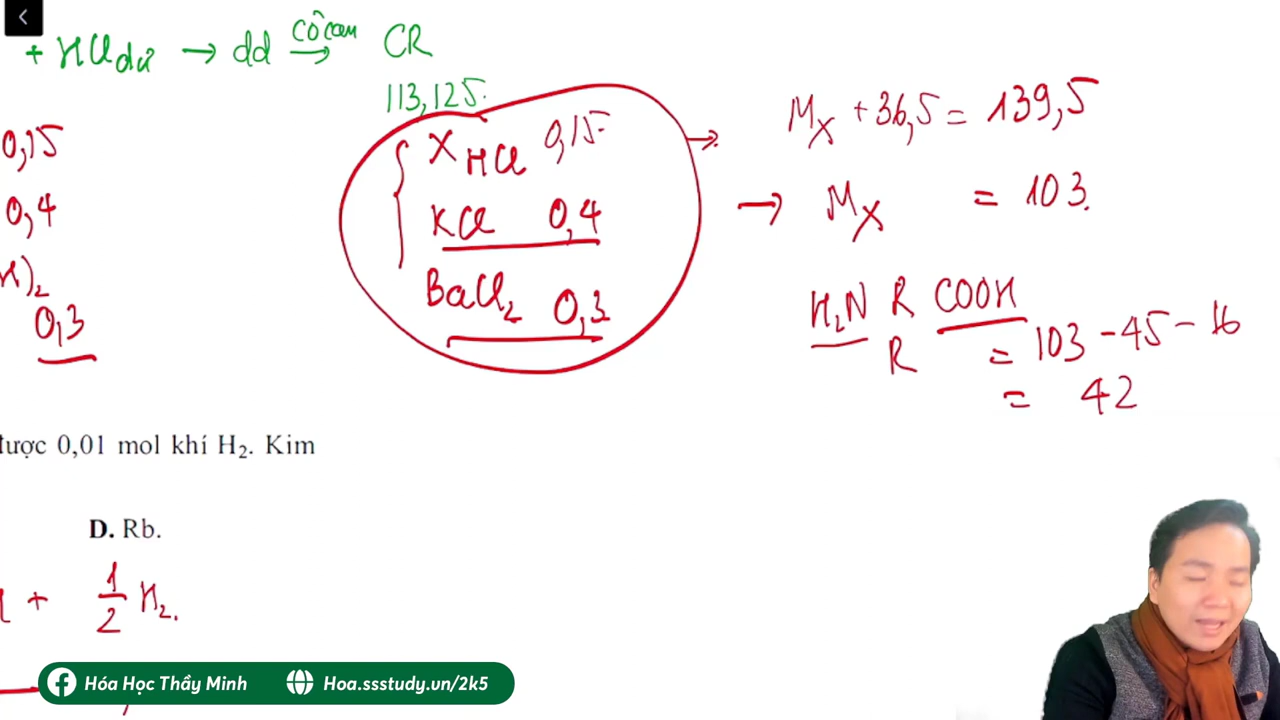 + HCl dư → dd cô cạn → CR
113,125.
0,15
0,4
H)2
0,3
XHCl 0,15
KCl 0,4
BaCl2 0,3
→ MX + 36,5 = 139,5
→ MX = 103.
H2N R COOH
R = 103 - 45 - 16
= 42
được 0,01 mol khí H2. Kim
D. Rb.
+ 1/2 H2.
Hóa Học Thầy Minh
Hoa.ssstudy.vn/2k5